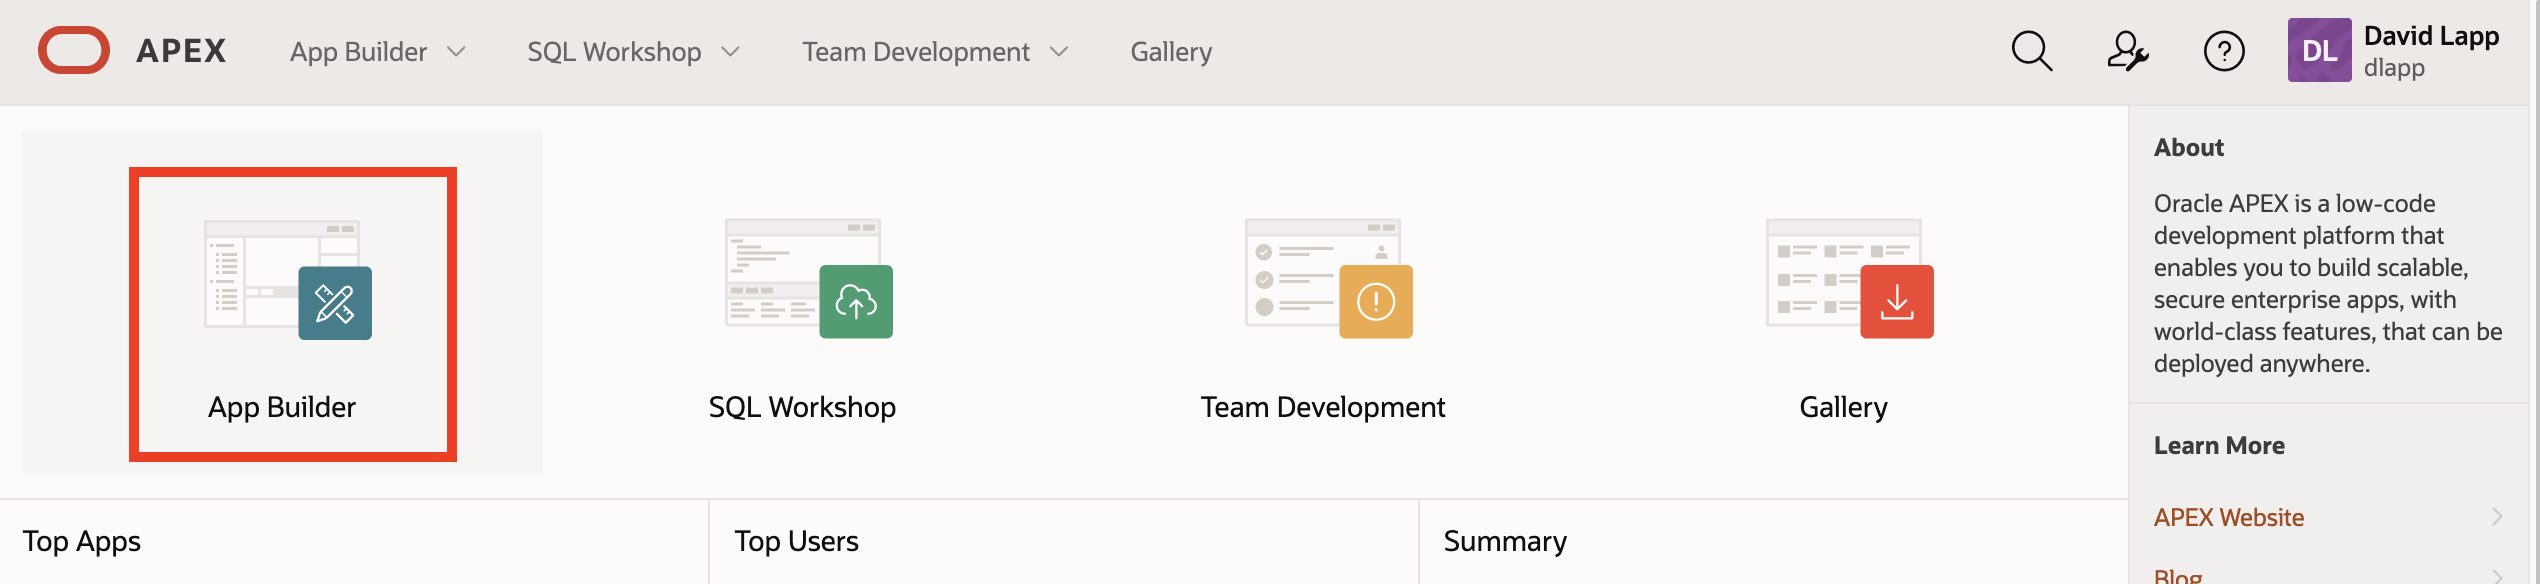 APEX
App Builder
SQL Workshop
Team Development
Gallery
?
DL
David Lapp
dlapp
App Builder
SQL Workshop
!
Team Development
Gallery
About
Oracle APEX is a low-code
development platform that
enables you to build scalable,
secure enterprise apps, with
world-class features, that can be
deployed anywhere.
Learn More
APEX Website
Blog
Top Apps
Top Users
Summary